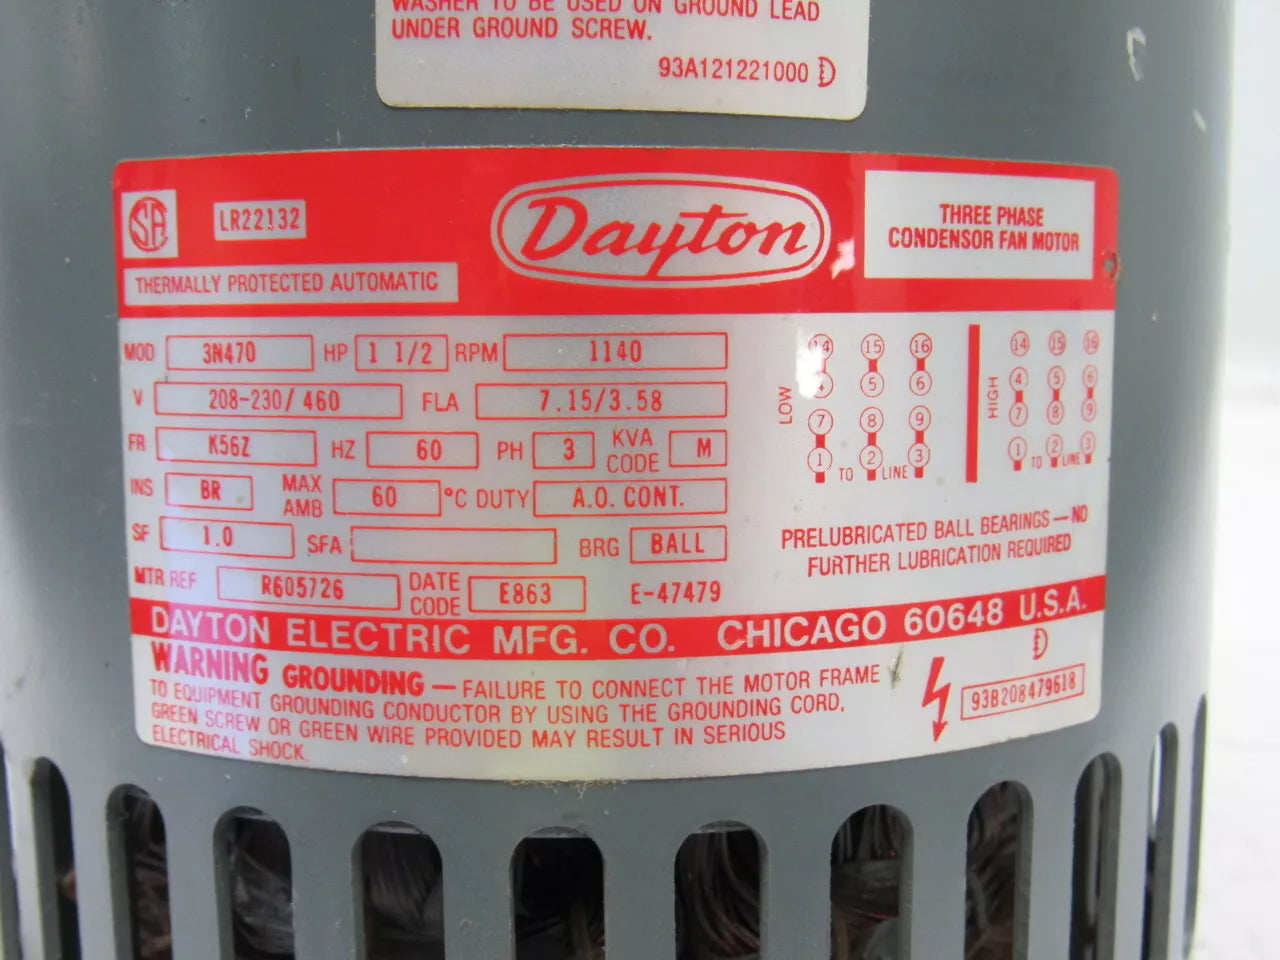 WASHER TO BE USED ON GROUND LEAD
UNDER GROUND SCREW.
93A121221000 D
SA
LR22132
Dayton
THREE PHASE
CONDENSOR FAN MOTOR
THERMALLY PROTECTED AUTOMATIC
MOD 3N470 HP 1 1/2 RPM 1140
V 208-230/460 FLA 7.15/3.58
FR K56Z HZ 60 PH 3 KVA CODE M
INS BR MAX AMB 60 °C DUTY A.O. CONT.
SF 1.0 SFA BRG BALL
MTR REF R605726 DATE CODE E863 E-47479
LOW
14 15 16
4 5 6
7 8 9
1 TO 2 LINE 3
HIGH
14 15 16
4 5 6
7 8 9
1 TO 2 LINE 3
PRELUBRICATED BALL BEARINGS — NO
FURTHER LUBRICATION REQUIRED
DAYTON ELECTRIC MFG. CO. CHICAGO 60648 U.S.A.
WARNING GROUNDING — FAILURE TO CONNECT THE MOTOR FRAME
TO EQUIPMENT GROUNDING CONDUCTOR BY USING THE GROUNDING CORD,
GREEN SCREW OR GREEN WIRE PROVIDED MAY RESULT IN SERIOUS
ELECTRICAL SHOCK.
D
93B208479618